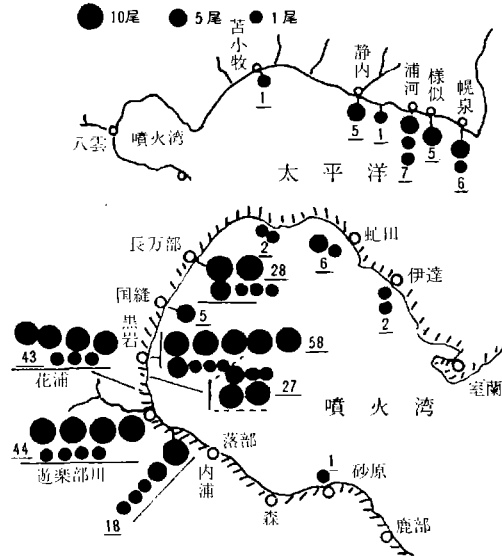 10尾 5尾 1尾
苫小牧
静内
浦河
様似
幌泉
1
5
1
7
5
6
八雲
噴火湾
太平洋
長万部
2
28
6
虻田
伊達
2
国縫
5
黒岩
58
43
花浦
27
噴火湾
室蘭
44
遊楽部川
18
落部
内浦
森
1
砂原
鹿部